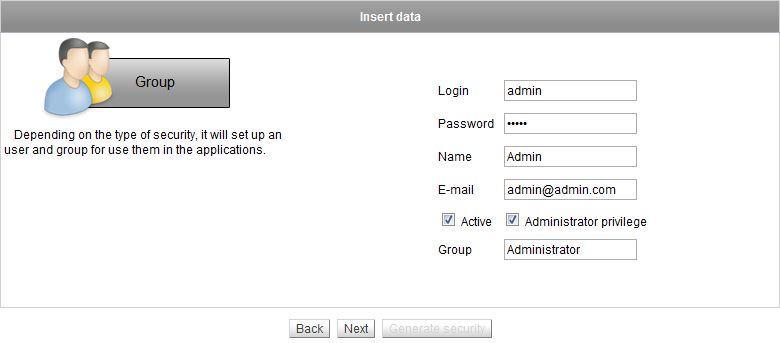 Insert data
Group
Depending on the type of security, it will set up an
user and group for use them in the applications.
Login admin
Password •••••
Name Admin
E-mail admin@admin.com
Active Administrator privilege
Group Administrator
Back Next Generate security